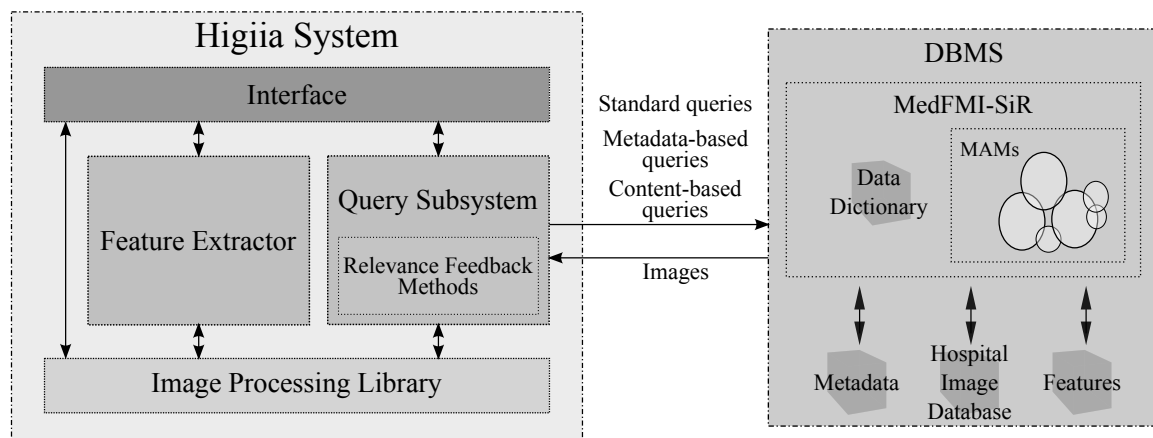 Higiia System
Interface
Feature Extractor
Query Subsystem
Relevance Feedback
Methods
Image Processing Library
Standard queries
Metadata-based
queries
Content-based
queries
Images
DBMS
MedFMI-SiR
Data
Dictionary
MAMs
Metadata
Hospital
Image
Database
Features